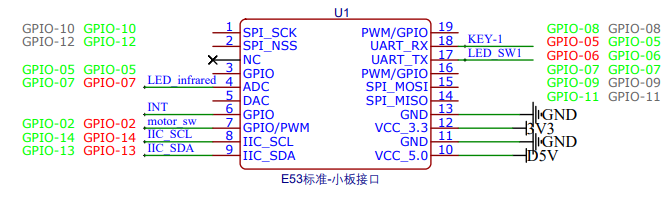 U1
GPIO-10 GPIO-10 1 SPI_SCK PWM/GPIO 19 GPIO-08 GPIO-08
GPIO-12 GPIO-12 2 SPI_NSS UART_RX 18 KEY-1 GPIO-05 GPIO-05
NC UART_TX 17 LED_SW1 GPIO-06 GPIO-06
GPIO-05 GPIO-05 3 GPIO PWM/GPIO 16 GPIO-07 GPIO-07
GPIO-07 GPIO-07 LED_infrared 4 ADC SPI_MOSI 15 GPIO-09 GPIO-09
5 DAC SPI_MISO 14 GPIO-11 GPIO-11
INT 6 GPIO GND 13 GND
GPIO-02 GPIO-02 motor_sw 7 GPIO/PWM VCC_3.3 12 3V3
GPIO-14 GPIO-14 IIC_SCL 8 IIC_SCL GND 11 GND
GPIO-13 GPIO-13 IIC_SDA 9 IIC_SDA VCC_5.0 10 D5V
E53标准-小板接口